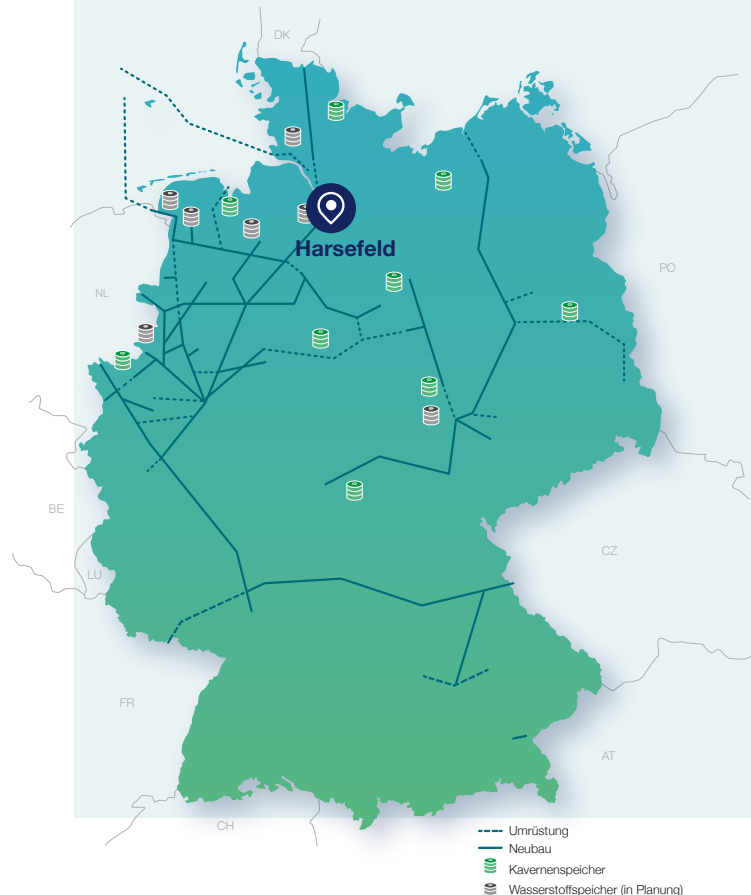 DK
Harsefeld
PO
NL
BE
CZ
LU
FR
AT
CH
Umrüstung
Neubau
Kavernenspeicher
Wasserstoffspeicher (in Planung)